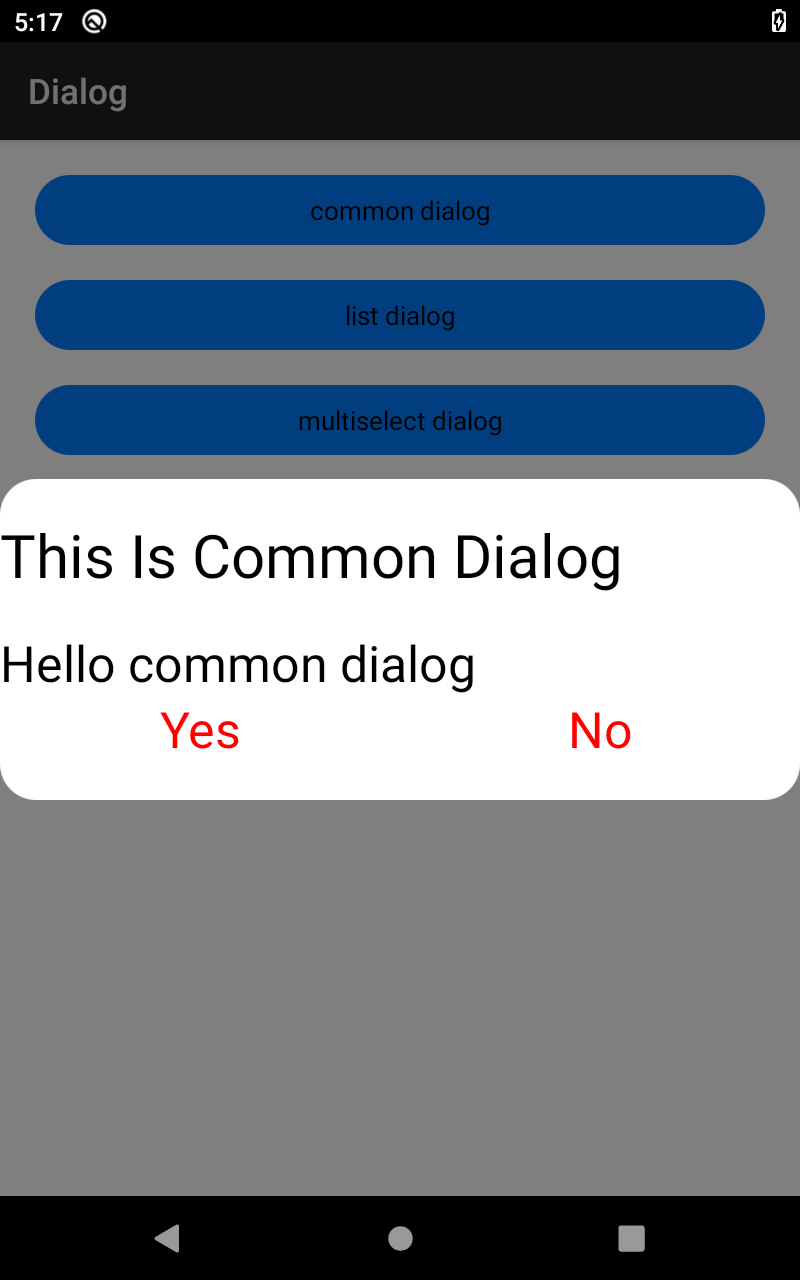 5:17
Dialog
common dialog
list dialog
multiselect dialog
This Is Common Dialog
Hello common dialog
Yes No